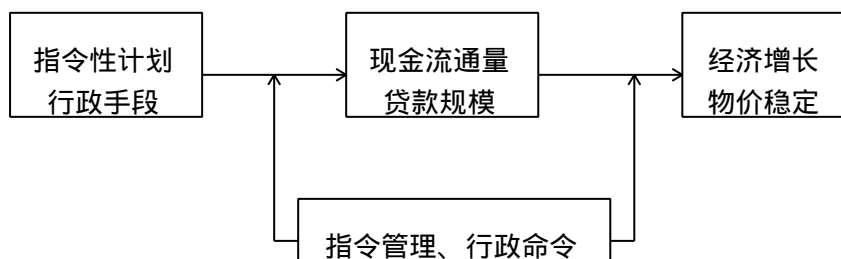 指令性计划
行政手段
现金流通量
贷款规模
经济增长
物价稳定
指令管理、行政命令